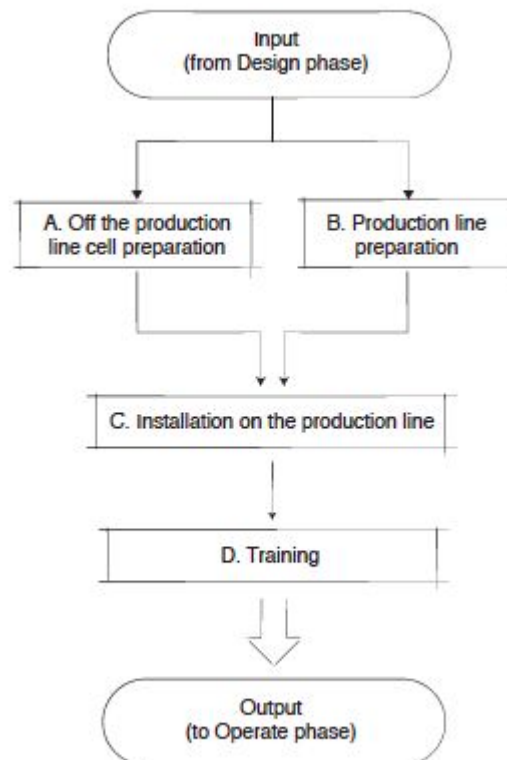 Input
(from Design phase)
A. Off the production
line cell preparation
B. Production line
preparation
C. Installation on the production line
D. Training
Output
(to Operate phase)